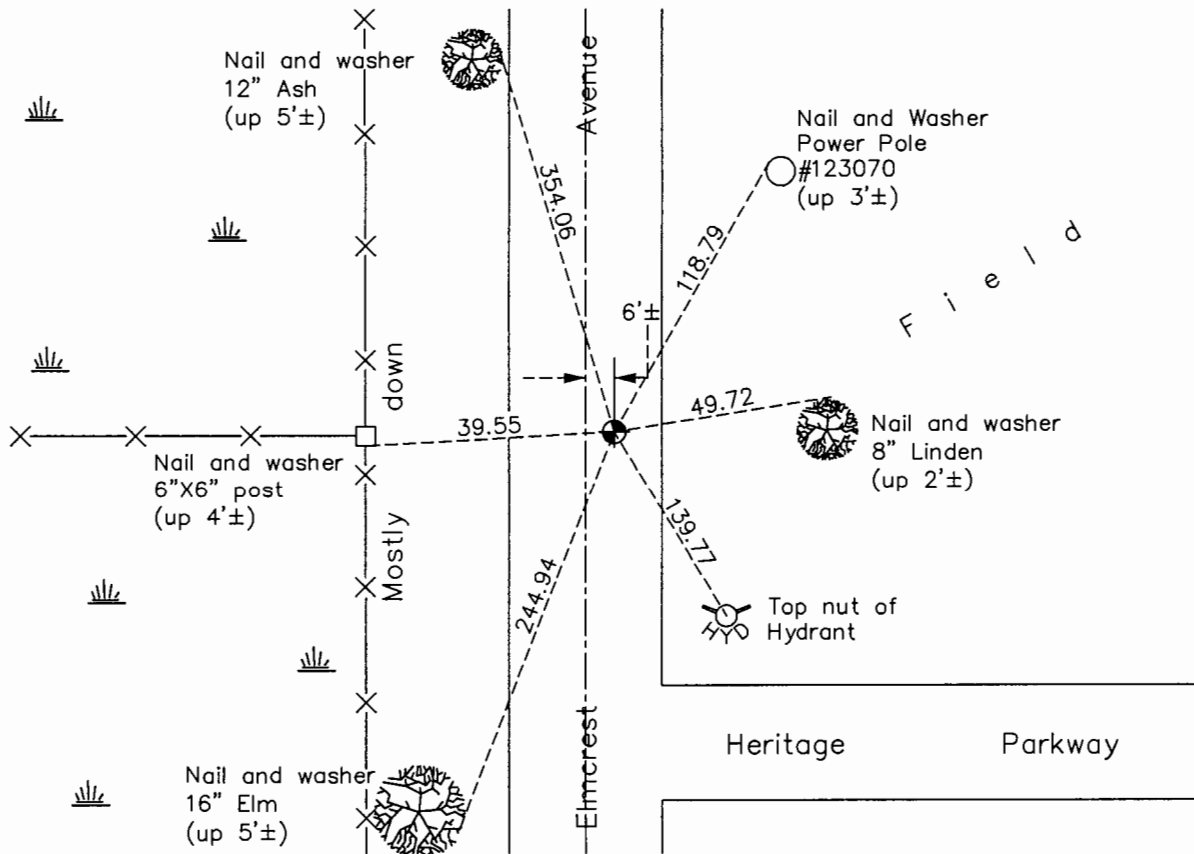 Nail and washer
12" Ash
(up 5'±)
Avenue
Nail and Washer
Power Pole
#123070
(up 3'±)
354.06
118.79
Field
6'±
down
39.55
49.72
Nail and washer
6"X6" post
(up 4'±)
Nail and washer
8" Linden
(up 2'±)
139.77
Mostly
244.94
HYD
Top nut of
Hydrant
Elmcrest
Heritage Parkway
Nail and washer
16" Elm
(up 5'±)